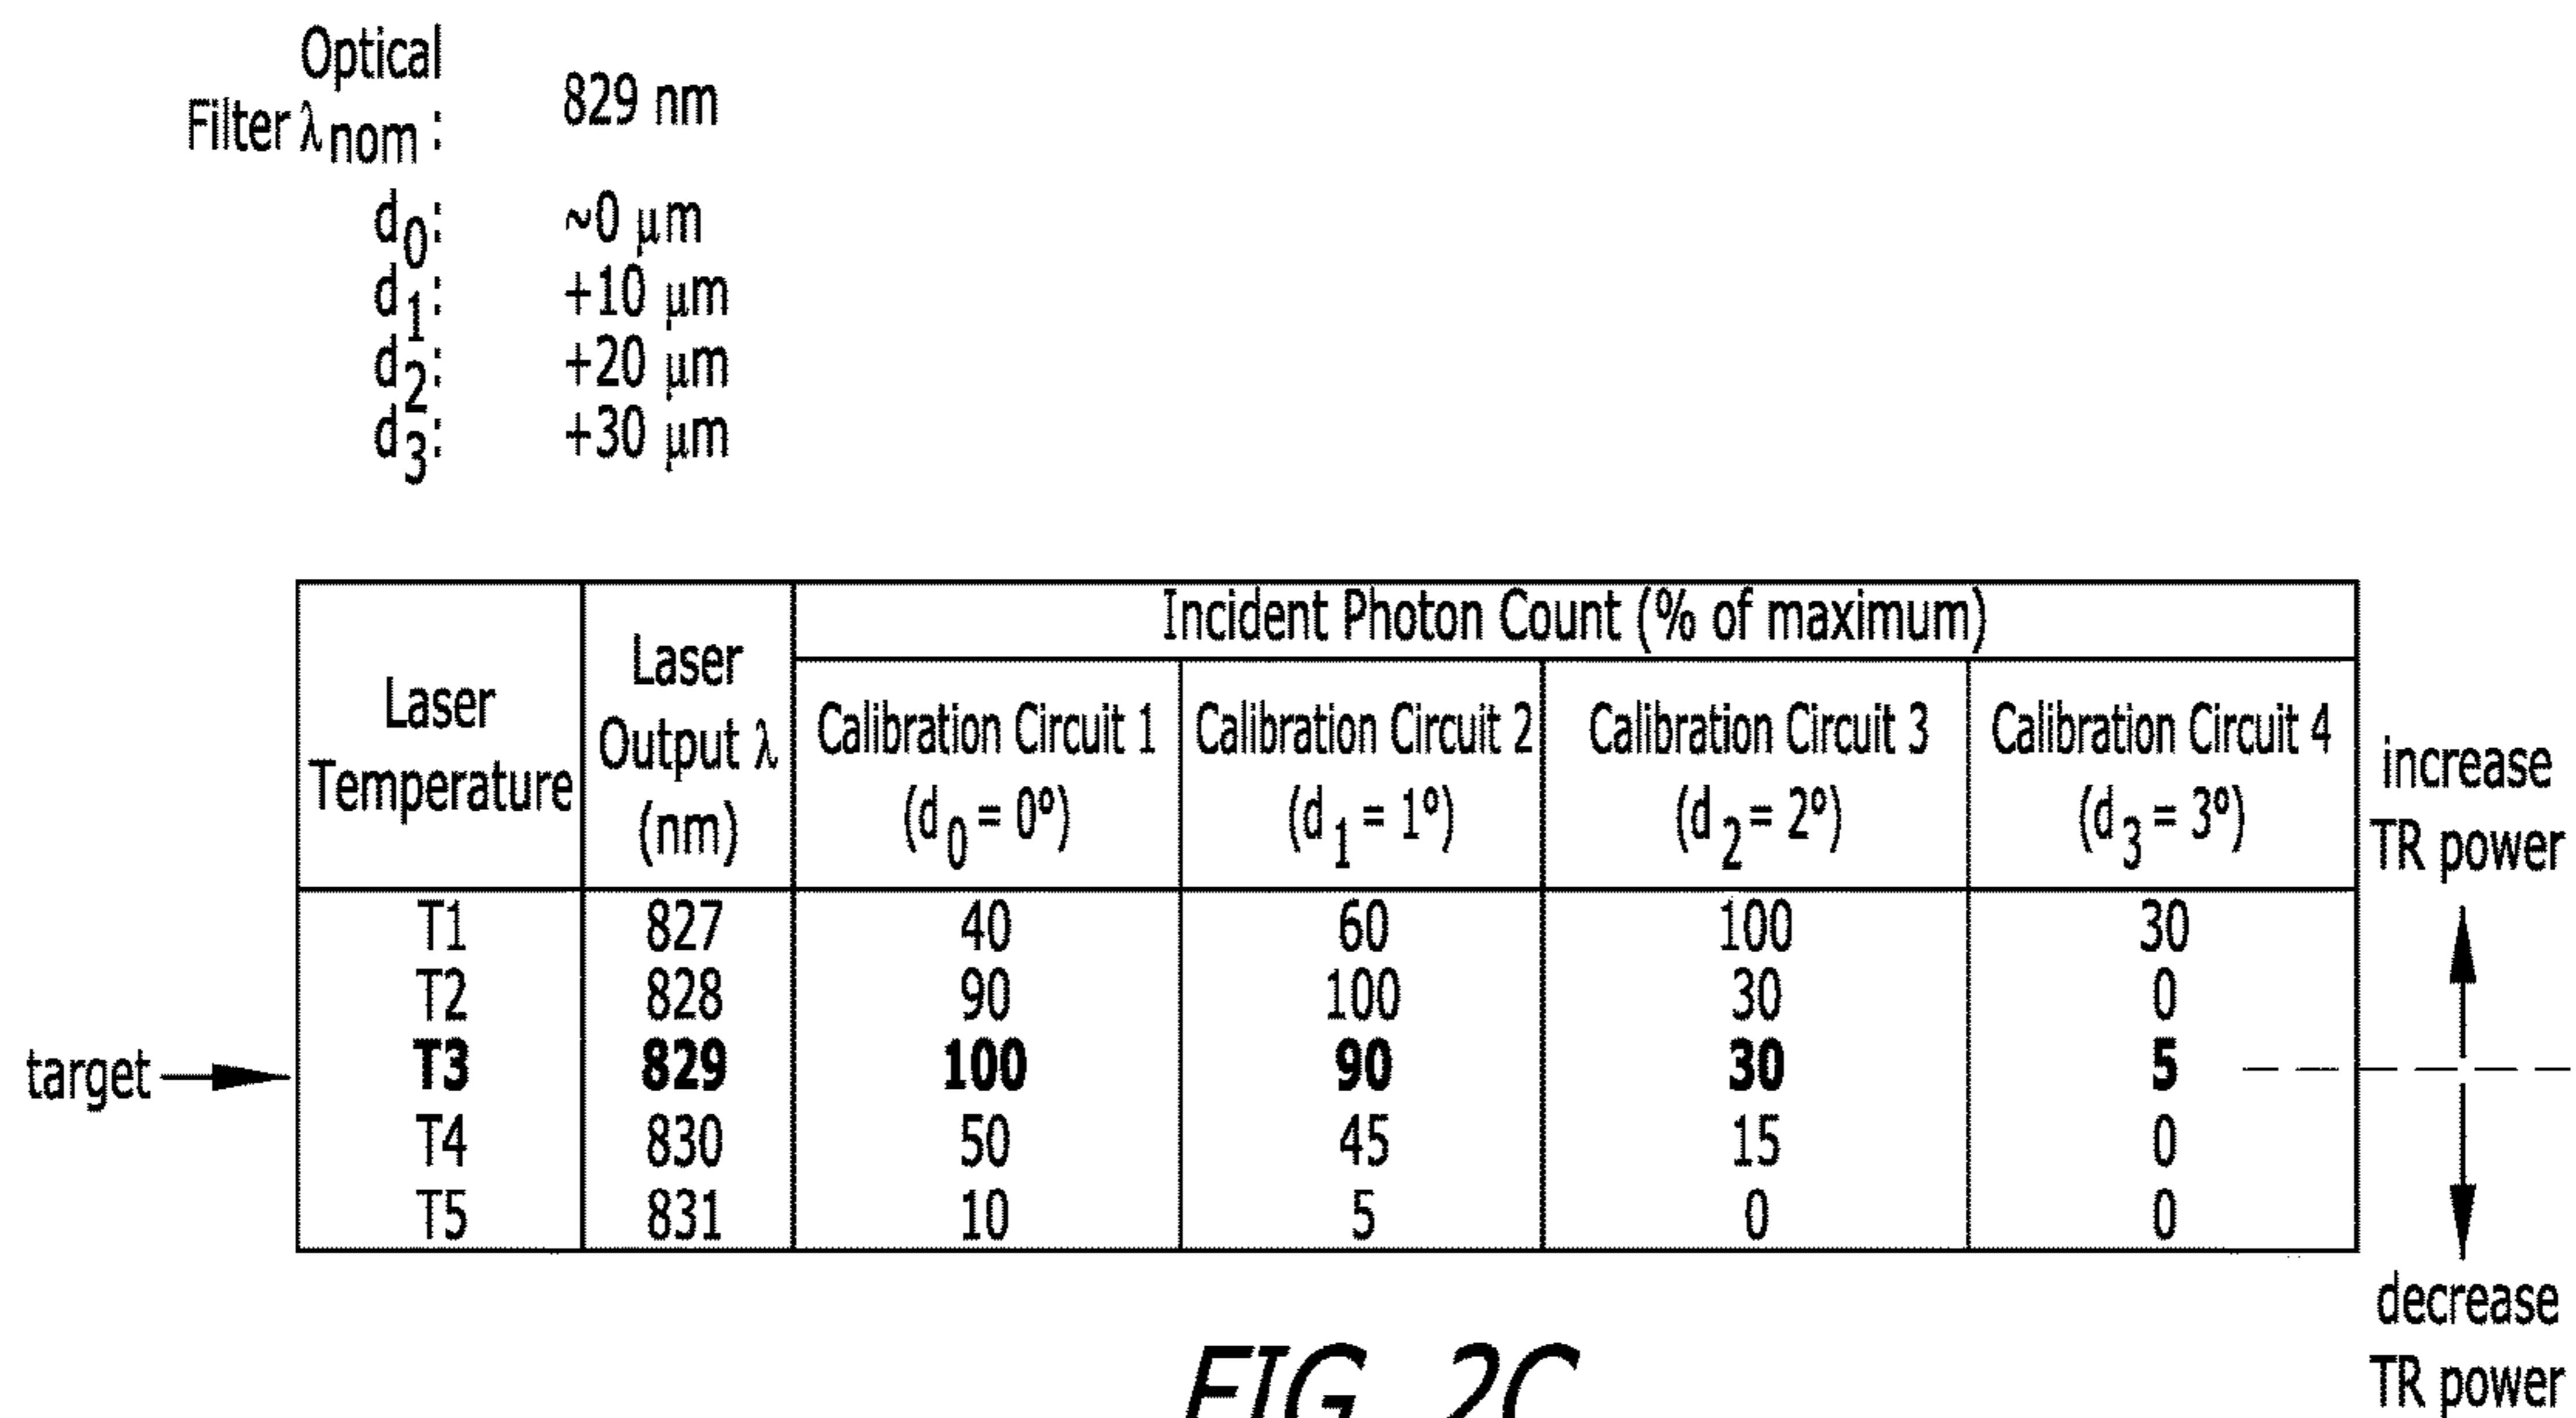 Optical
Filter λnom : 829 nm
d0: ~0 μm
d1: +10 μm
d2: +20 μm
d3: +30 μm
Incident Photon Count (% of maximum)
Laser Temperature
Laser Output λ (nm)
Calibration Circuit 1 (d0 = 0º)
Calibration Circuit 2 (d1 = 1º)
Calibration Circuit 3 (d2 = 2º)
Calibration Circuit 4 (d3 = 3º)
increase
TR power
T1 827 40 60 100 30
T2 828 90 100 30 0
target T3 829 100 90 30 5
T4 830 50 45 15 0
T5 831 10 5 0 0
decrease
TR power
FIG. 2C